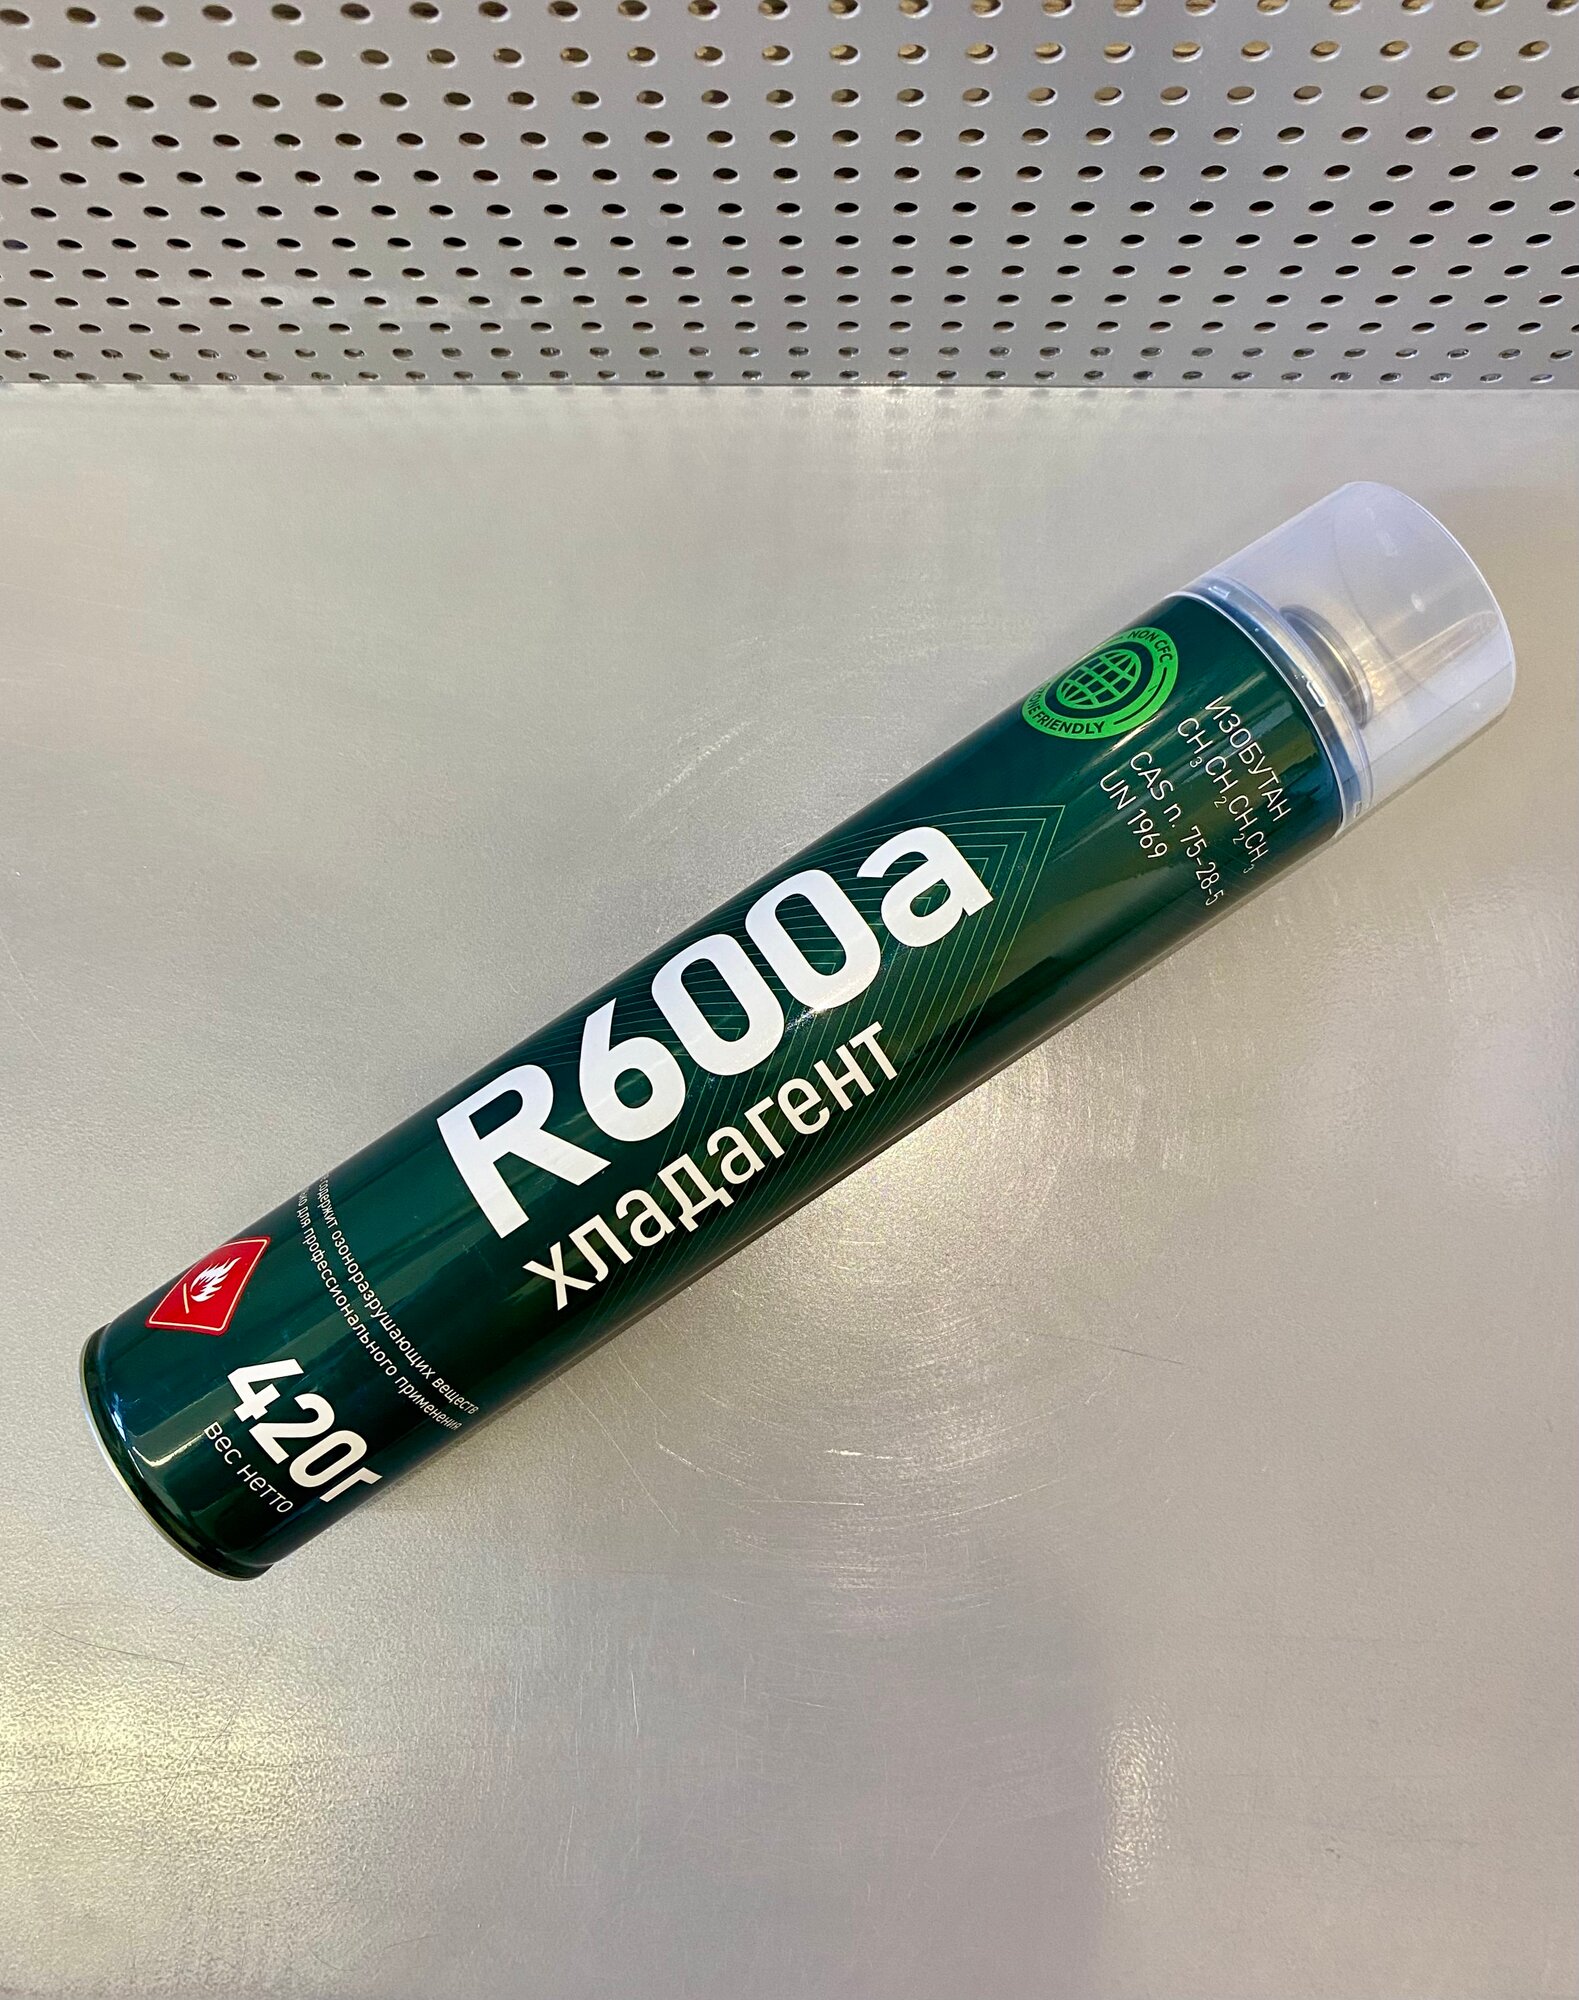 NON CFC
OZONE FRIENDLY
ИЗОБУТАН
CH3CH2CH2CH3
CAS n. 75-28-5
UN 1969
R600a
хладагент
содержит озоноразрушающих веществ
для профессионального применения
420г
вес нетто